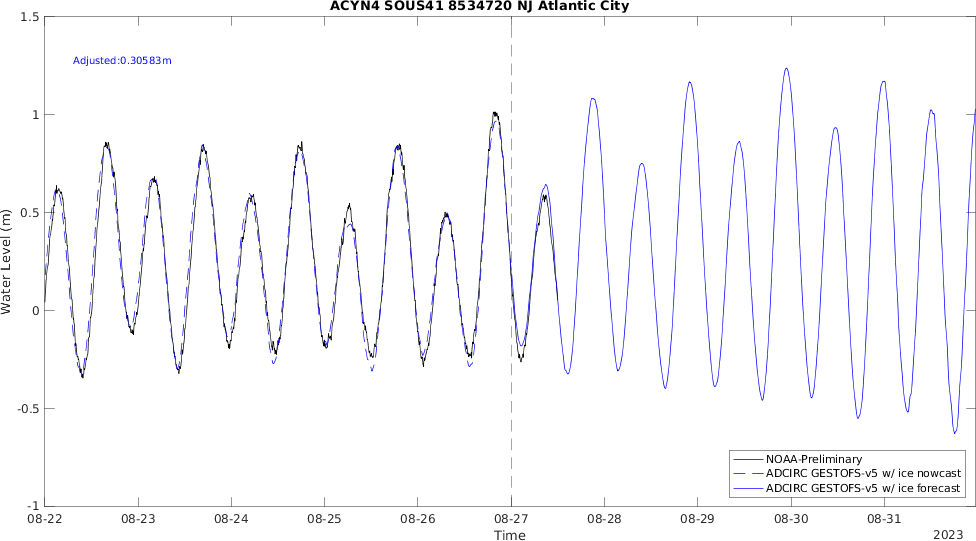 ACYN4 SOUS41 8534720 NJ Atlantic City
Adjusted:0.30583m
Water Level (m)
1.5
1
0.5
0
-0.5
-1
NOAA-Preliminary
ADCIRC GESTOFS-v5 w/ ice nowcast
ADCIRC GESTOFS-v5 w/ ice forecast
08-22 08-23 08-24 08-25 08-26 08-27 08-28 08-29 08-30 08-31
Time
2023